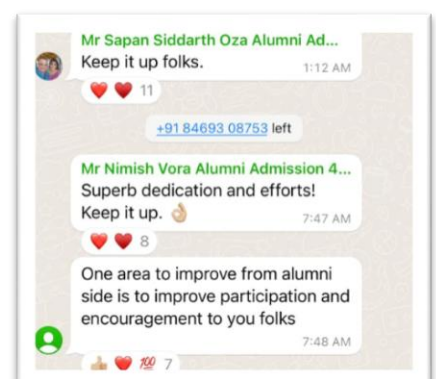 Mr Sapan Siddarth Oza Alumni Ad...
Keep it up folks.
1:12 AM
❤️ ❤️ 11
+91 84693 08753 left
Mr Nimish Vora Alumni Admission 4...
Superb dedication and efforts!
Keep it up. 👌🏼
7:47 AM
❤️ ❤️ 8
One area to improve from alumni
side is to improve participation and
encouragement to you folks
7:48 AM
👍🏼 ❤️ 💯 7